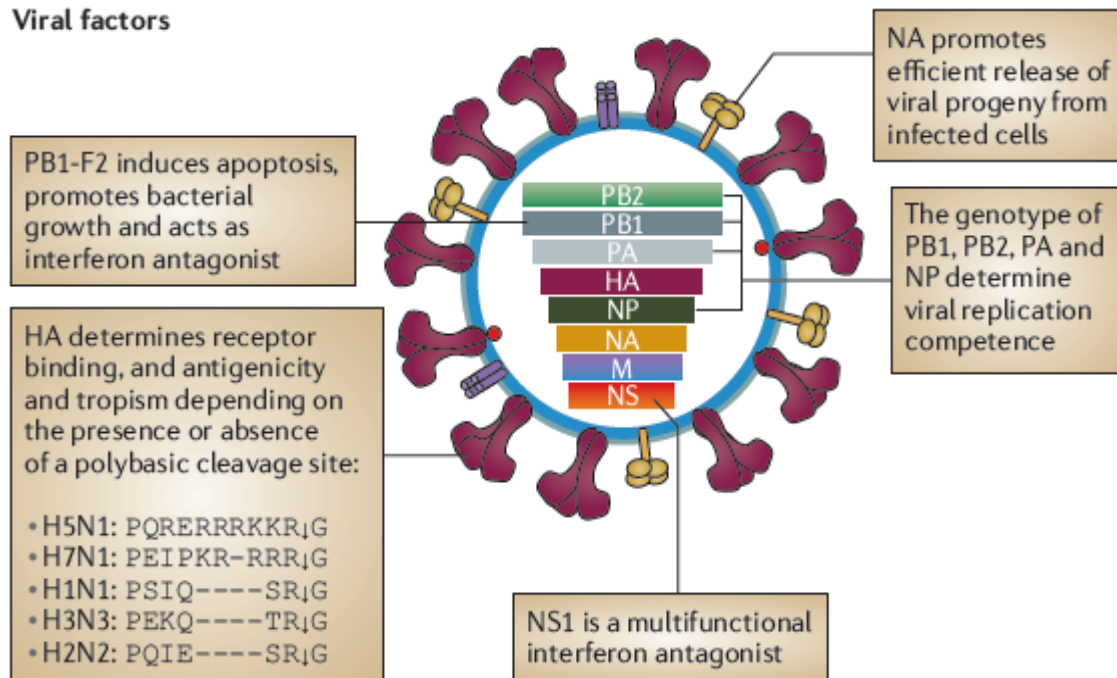 Viral factors
NA promotes
efficient release of
viral progeny from
infected cells
PB1-F2 induces apoptosis,
promotes bacterial
growth and acts as
interferon antagonist
PB2
PB1
PA
HA
NP
NA
M
NS
The genotype of
PB1, PB2, PA and
NP determine
viral replication
competence
HA determines receptor
binding, and antigenicity
and tropism depending on
the presence or absence
of a polybasic cleavage site:
• H5N1: PQRERRRKKR↓G
• H7N1: PEIPKR-RRR↓G
• H1N1: PSIQ----SR↓G
• H3N3: PEKQ----TR↓G
• H2N2: PQIE----SR↓G
NS1 is a multifunctional
interferon antagonist